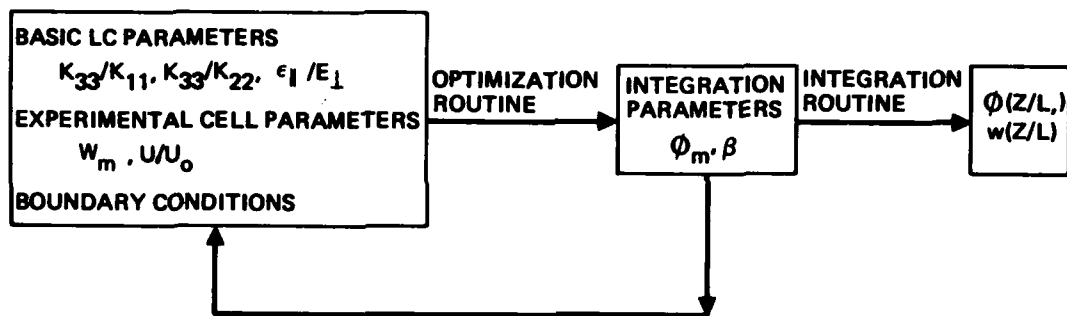 BASIC LC PARAMETERS
K33/K11, K33/K22, ϵ∥ /E⊥
EXPERIMENTAL CELL PARAMETERS
Wm , U/Uo
BOUNDARY CONDITIONS
OPTIMIZATION
ROUTINE
INTEGRATION
PARAMETERS
ϕm, β
INTEGRATION
ROUTINE
ϕ(Z/L,)
w(Z/L)